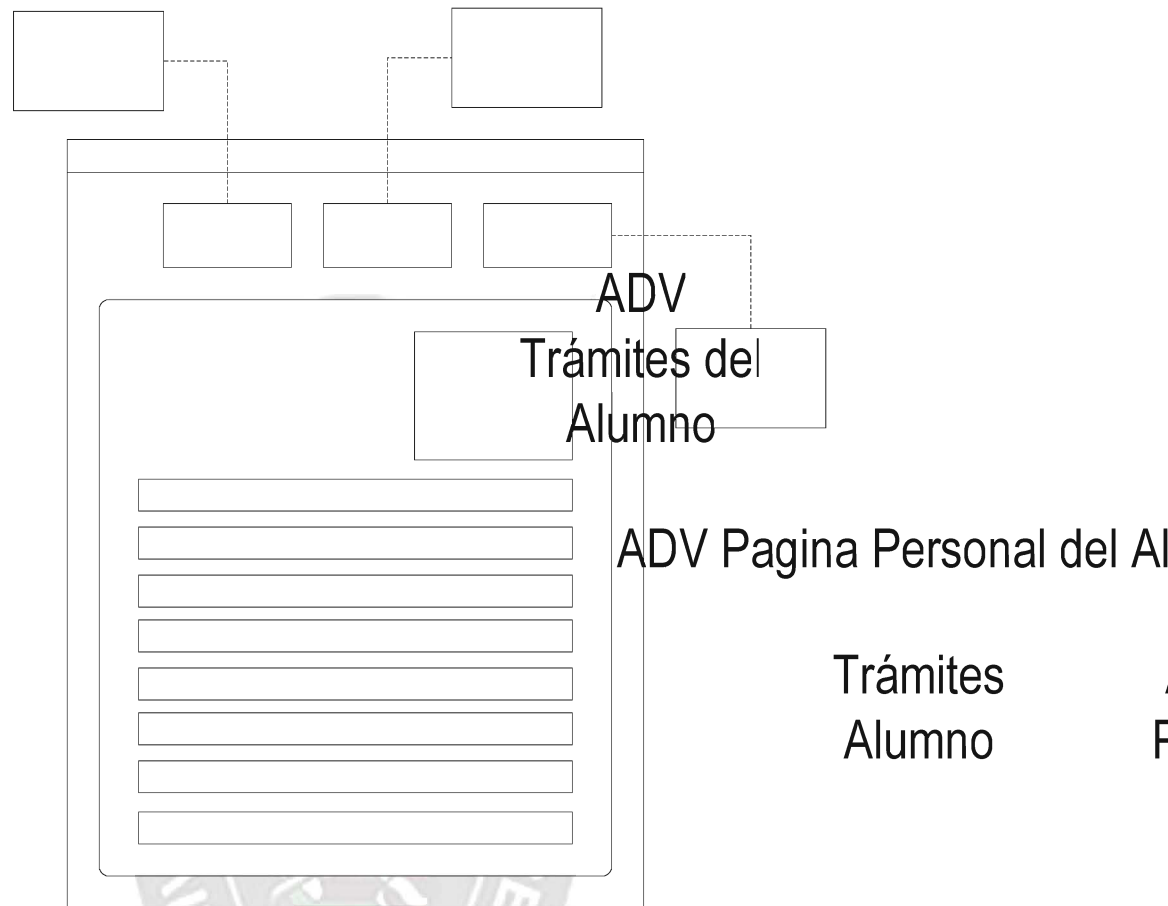 ADV
Trámites del
Alumno
ADV Pagina Personal del Al
Trámites
Alumno